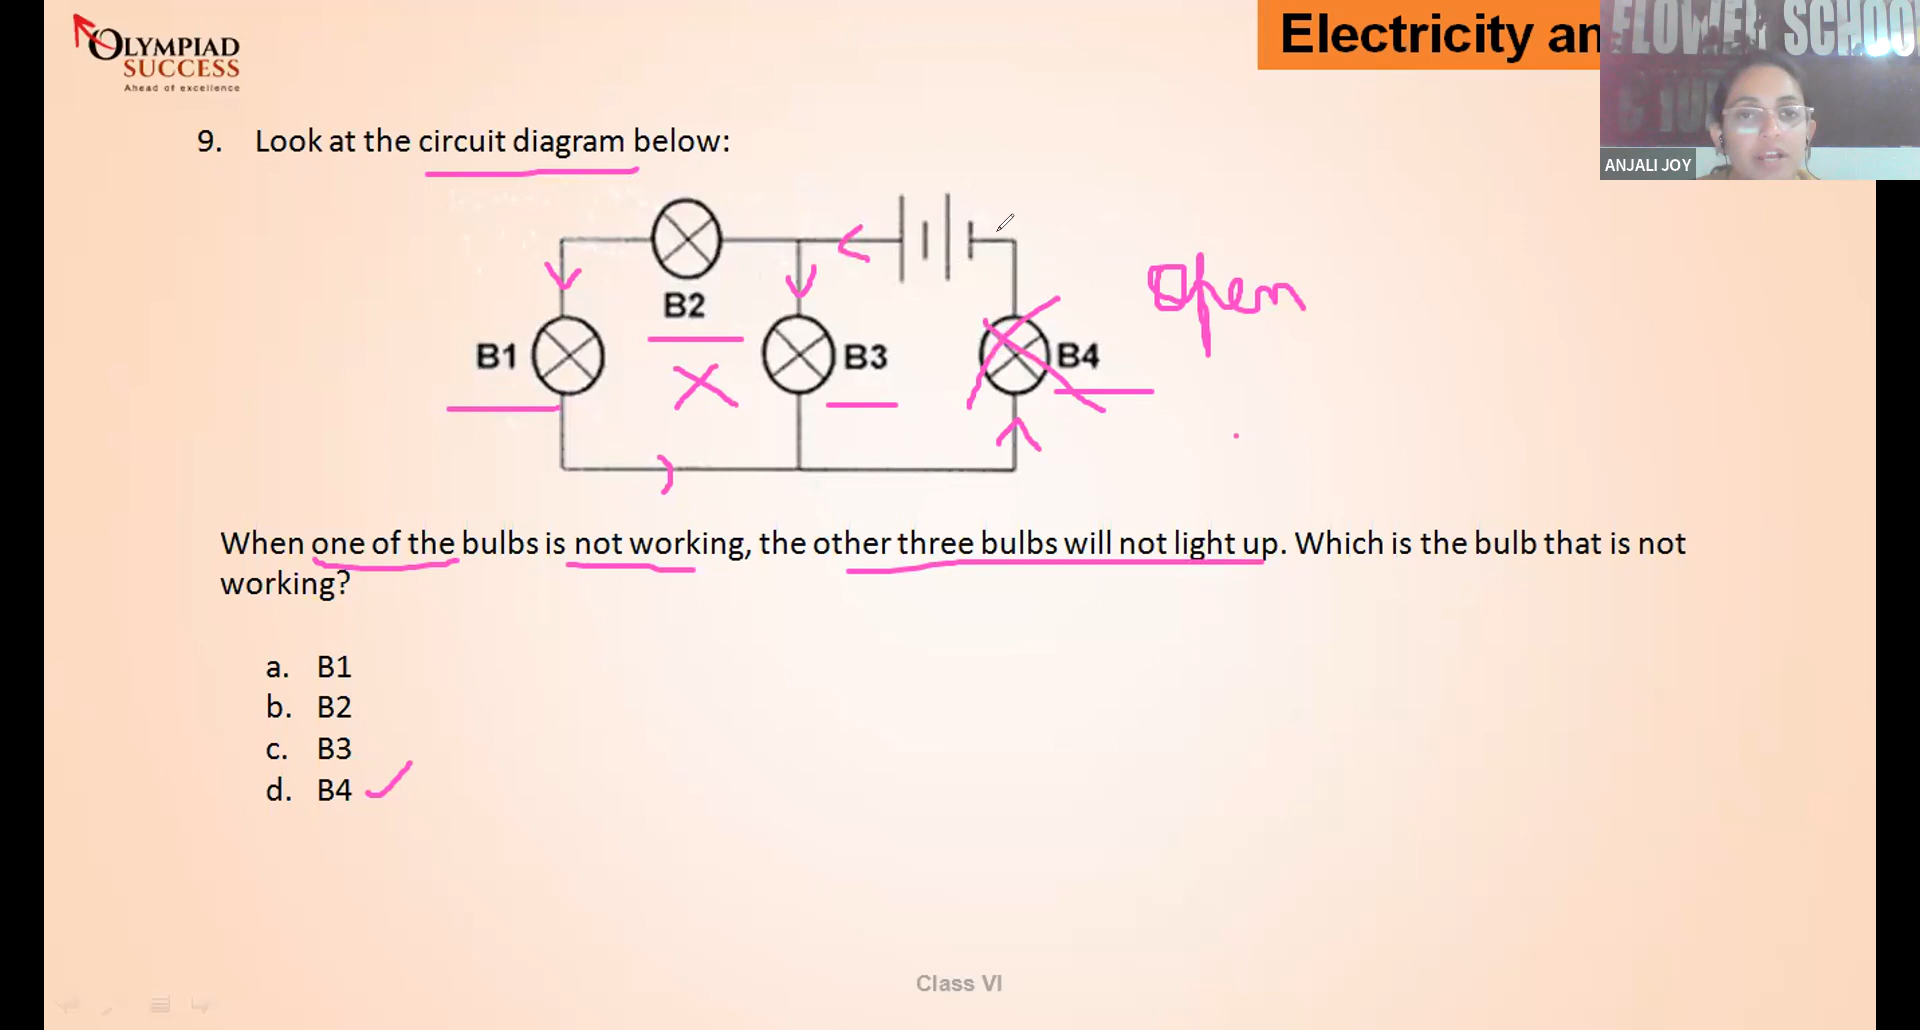 OLYMPIAD
SUCCESS
Ahead of excellence
Electricity an
FLOWER SCHOO
ANJALI JOY
9. Look at the circuit diagram below:
B2
B1
B3
B4
Open
When one of the bulbs is not working, the other three bulbs will not light up. Which is the bulb that is not
working?
a. B1
b. B2
c. B3
d. B4
Class VI